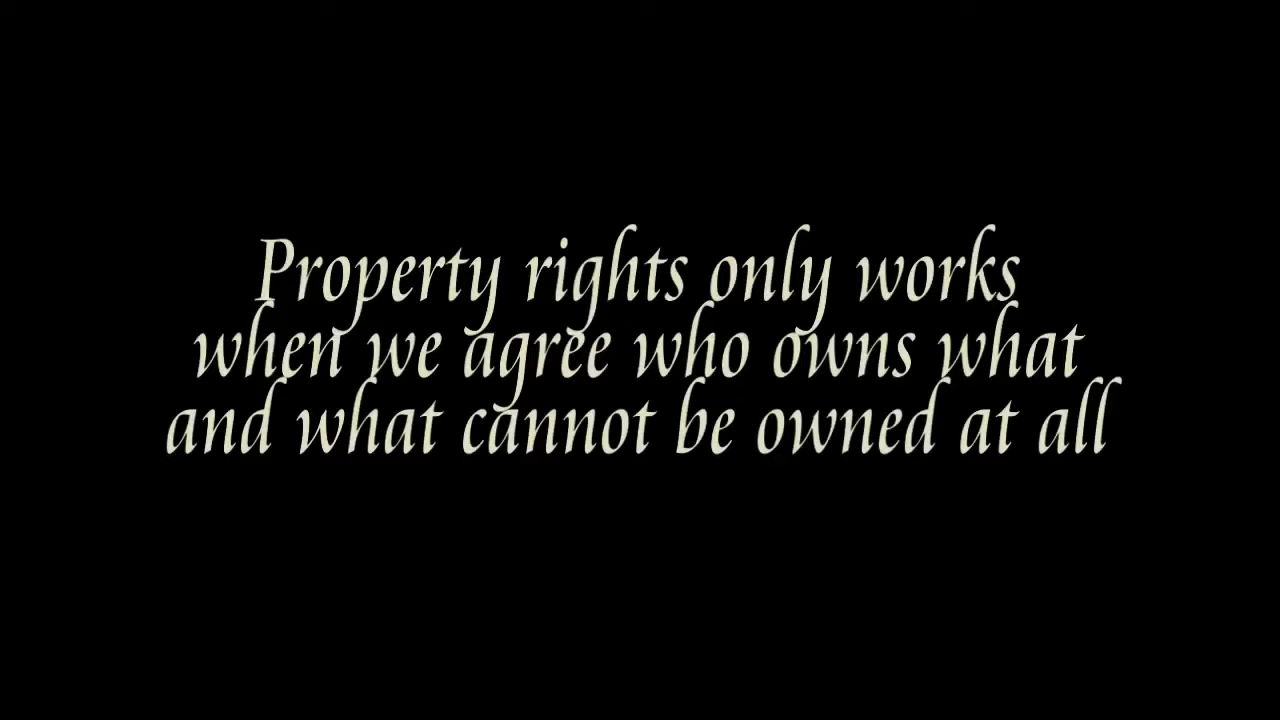 Property rights only works
when we agree who owns what
and what cannot be owned at all